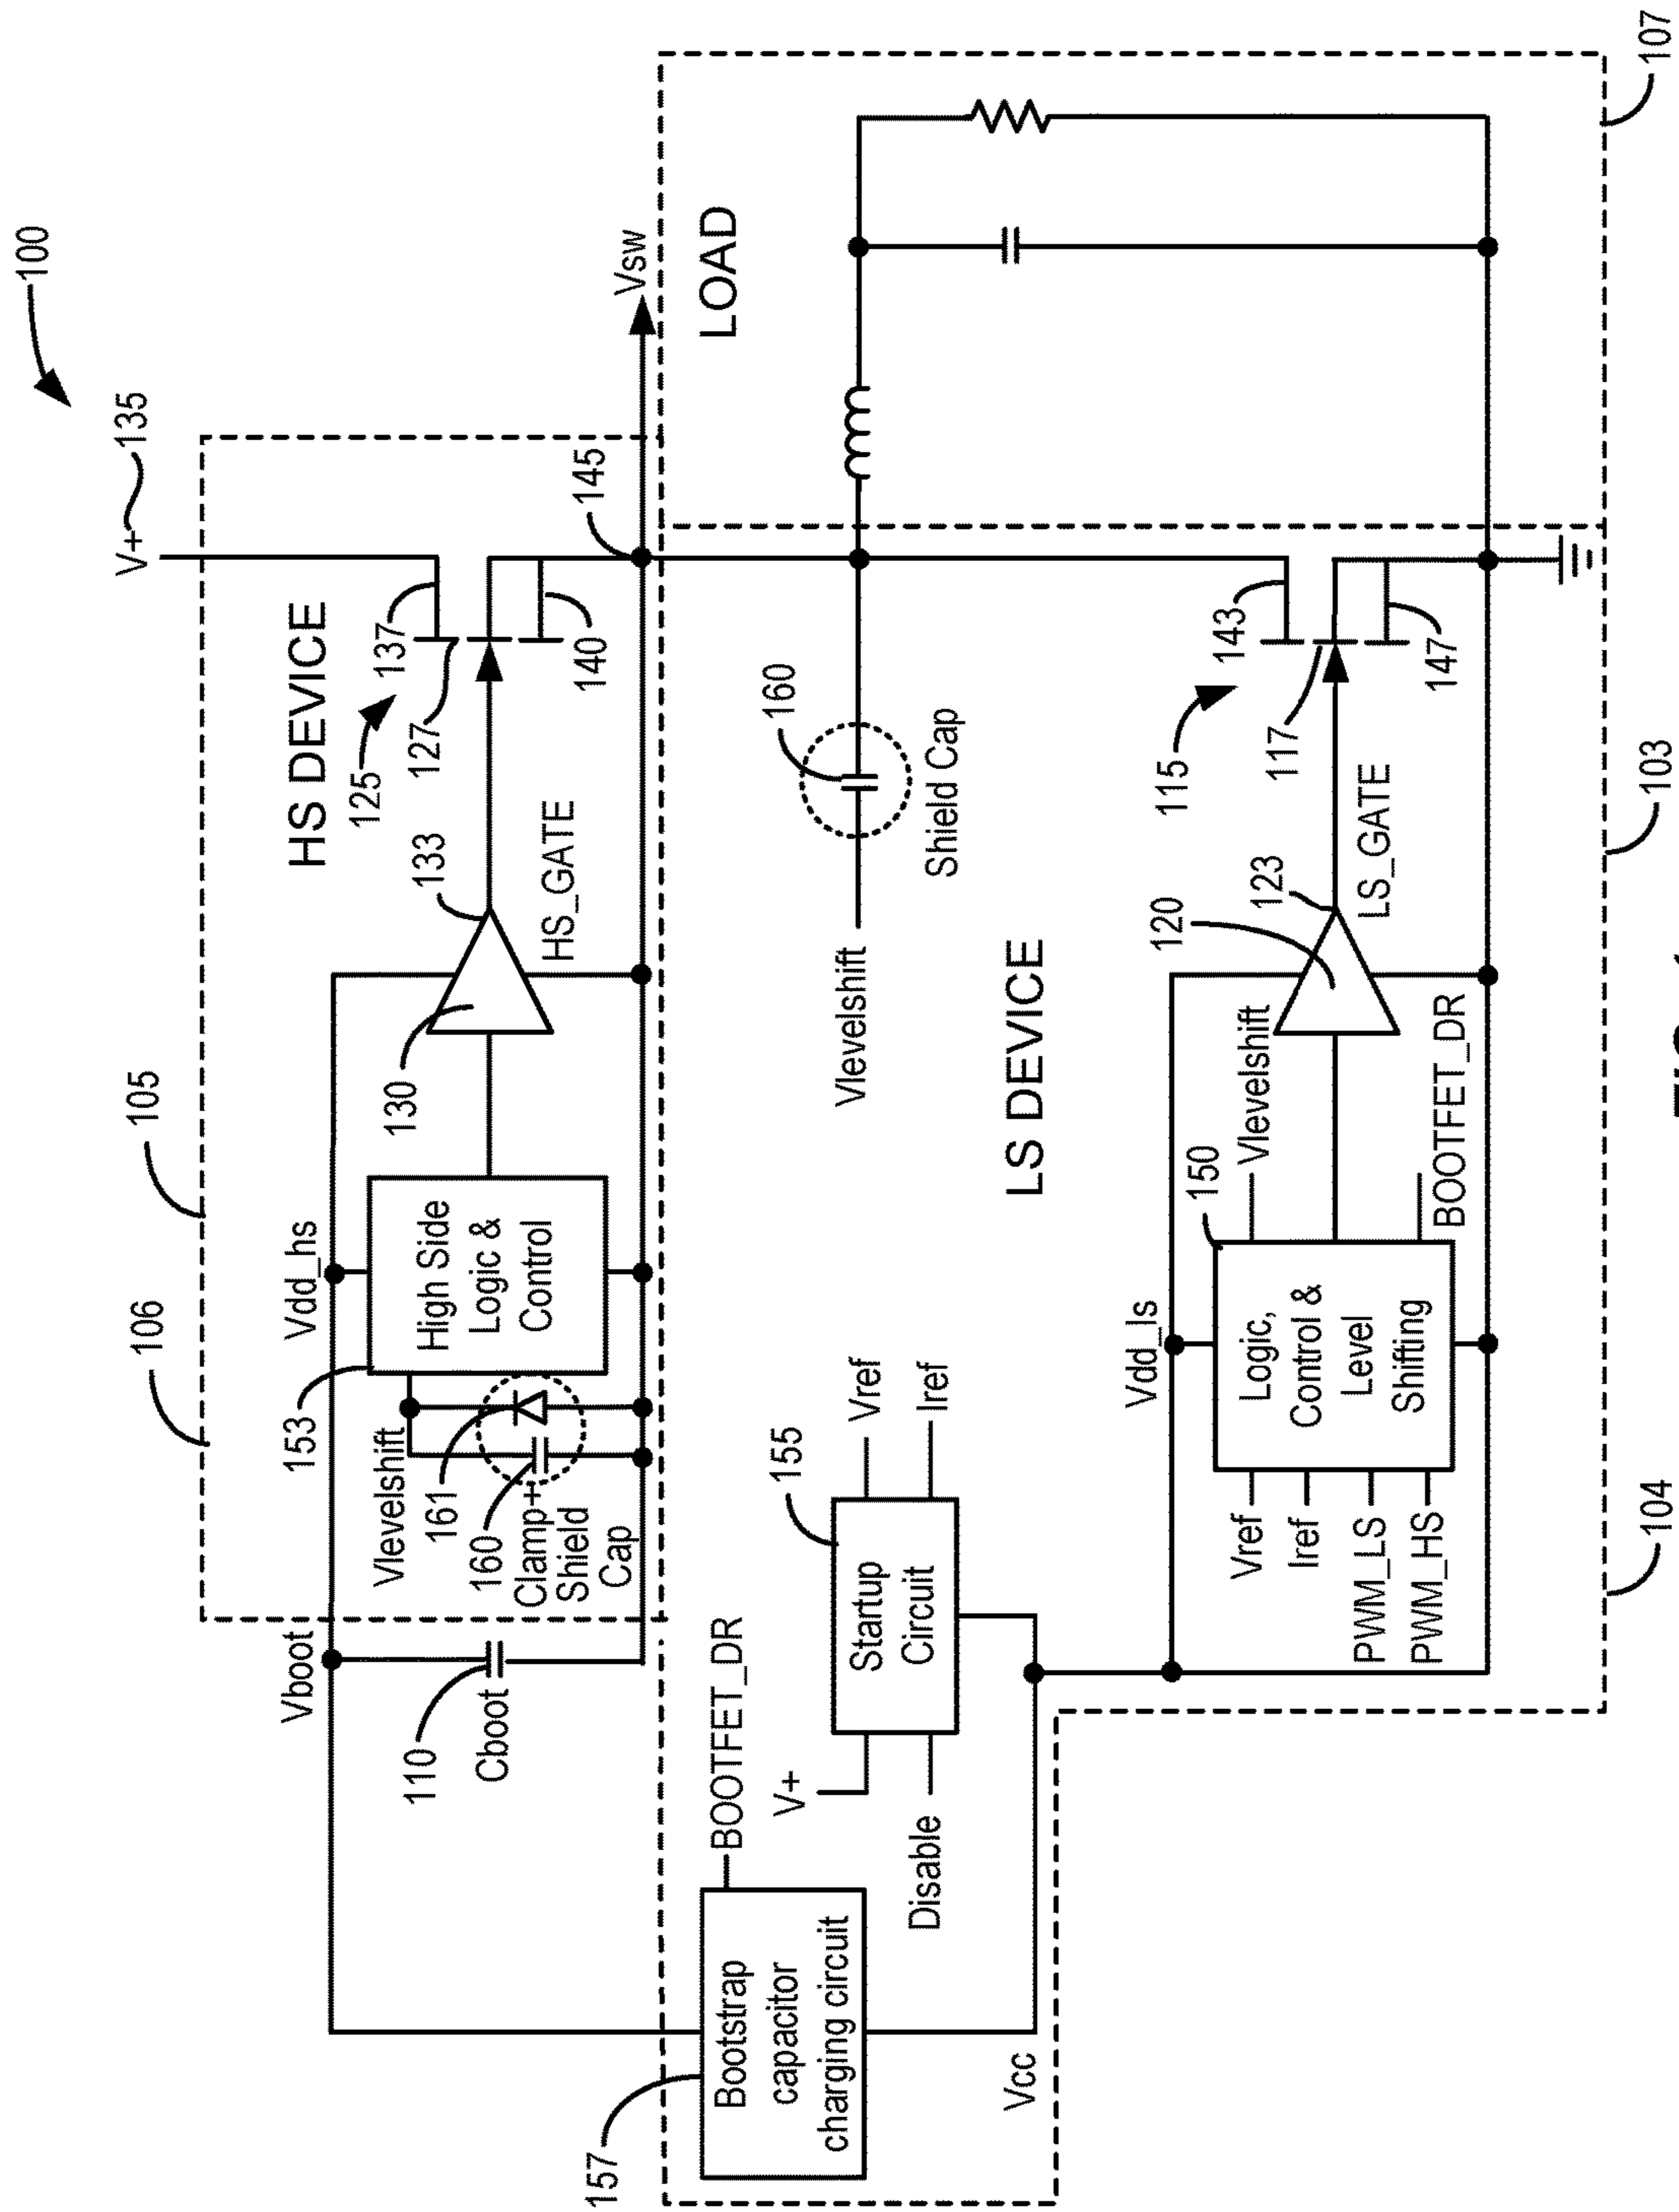 100
V+
135
105
106
HS DEVICE
137
125
127
133
HS_GATE
140
145
130
Vdd_hs
High Side
Logic &
Control
153
Vlevelshift
161
160
Clamp+
Shield
Cap
Vboot
110
Cboot
Vsw
LOAD
107
BOOTFET_DR
157
Bootstrap
capacitor
charging circuit
Vcc
V+
Disable
155
Startup
Circuit
Vref
Iref
Vlevelshift
160
Shield Cap
LS DEVICE
143
115
117
147
123
120
LS_GATE
Vdd_ls
150
Vlevelshift
BOOTFET_DR
Logic,
Control &
Level
Shifting
Vref
Iref
PWM_LS
PWM_HS
104
103